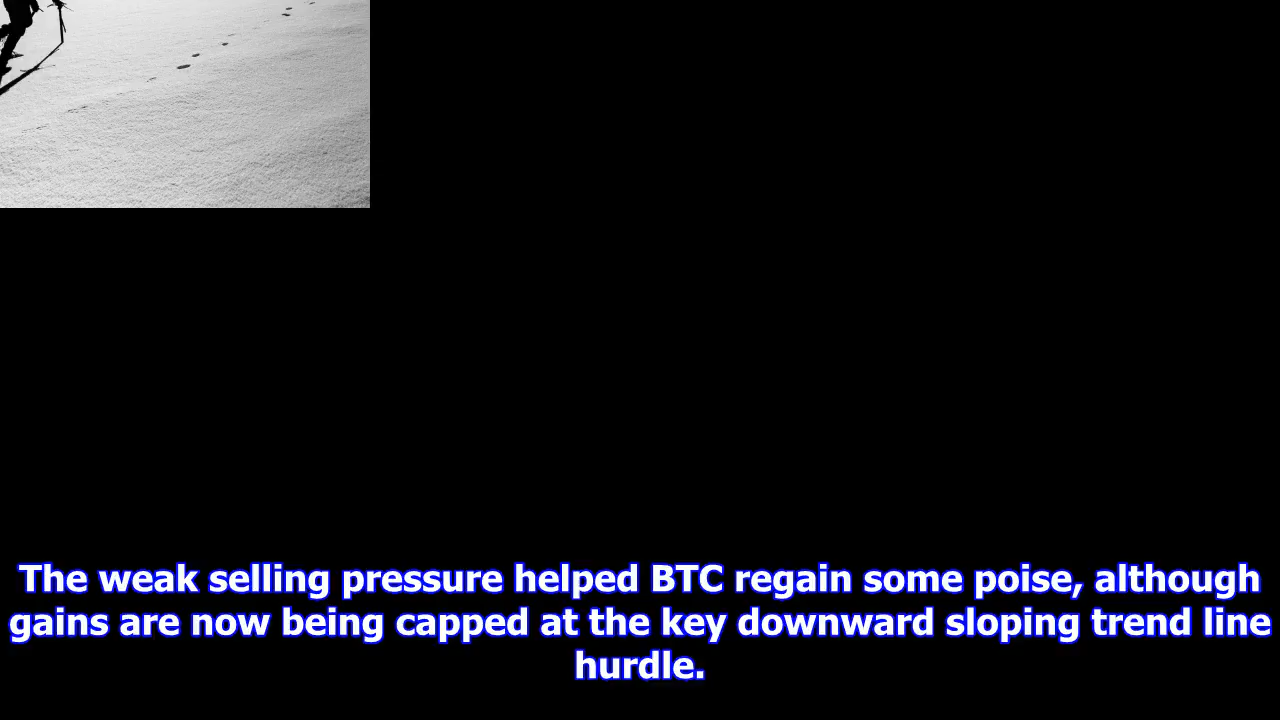 The weak selling pressure helped BTC regain some poise, although
gains are now being capped at the key downward sloping trend line
hurdle.